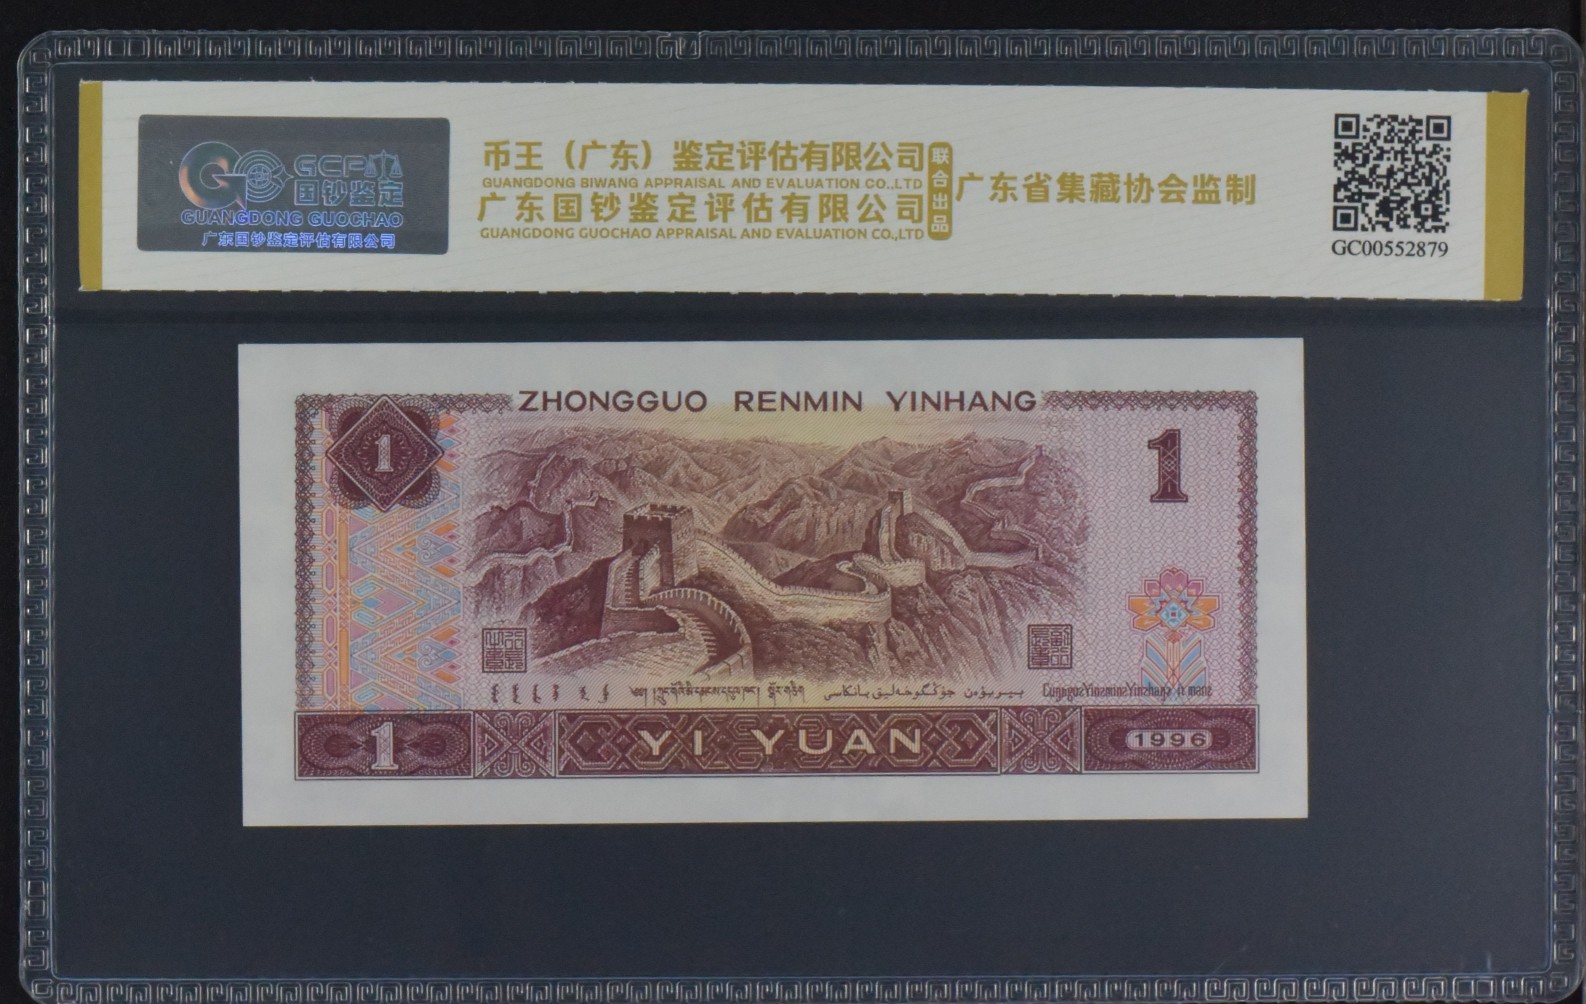 GCP
国钞鉴定
GUANGDONG GUOCHAO
广东国钞鉴定评估有限公司
币王（广东）鉴定评估有限公司
GUANGDONG BIWANG APPRAISAL AND EVALUATION CO.,LTD
广东国钞鉴定评估有限公司
GUANGDONG GUOCHAO APPRAISAL AND EVALUATION CO.,LTD
联合出品
广东省集藏协会监制
GC00552879
ZHONGGUO RENMIN YINHANG
1
1
1
YI YUAN
1996